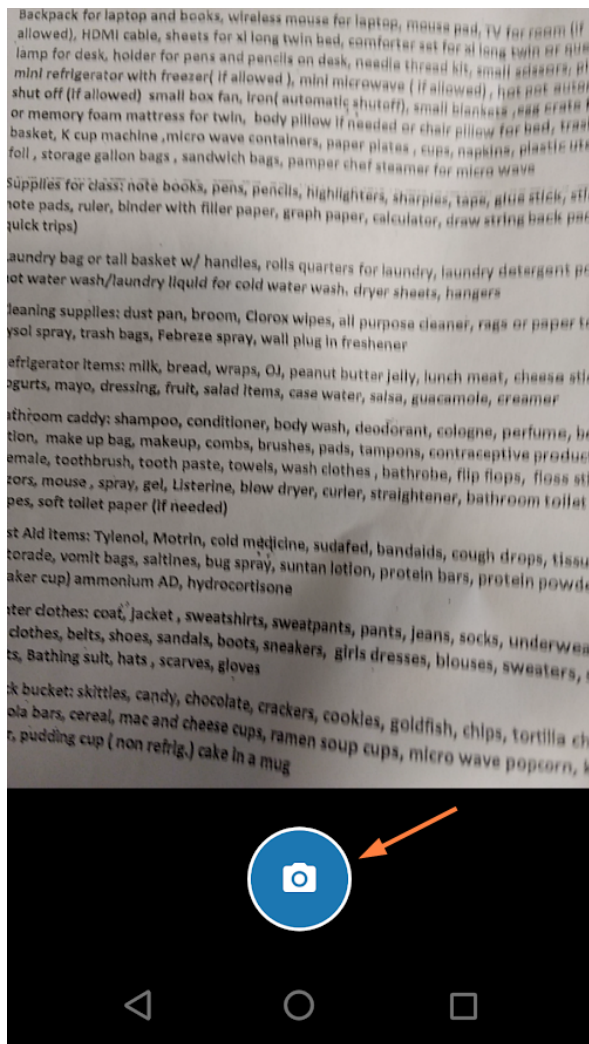 Backpack for laptop and books, wireless mouse for laptop, mouse pad, TV for room (if
allowed), HDMI cable, sheets for xl long twin bed, comforter set for xl long twin or
lamp for desk, holder for pens and pencils on desk, needle thread kit, small scissors,
mini refrigerator with freezer( if allowed ), mini microwave ( if allowed) , hot pot
shut off (if allowed) small box fan, iron( automatic shutoff), small blankets ,egg crate
or memory foam mattress for twin, body pillow if needed or chair pillow for bed,
basket, K cup machine ,micro wave containers, paper plates , cups, napkins, plastic
foil , storage gallon bags , sandwich bags, pamper chef steamer for micro wave
supplies for class: note books, pens, pencils, highlighters, sharpies, tape, glue stick,
note pads, ruler, binder with filler paper, graph paper, calculator, draw string back
quick trips)
aundry bag or tall basket w/ handles, rolls quarters for laundry, laundry detergent
ot water wash/laundry liquid for cold water wash. dryer sheets, hangers
leaning supplies: dust pan, broom, Clorox wipes, all purpose cleaner, rags or paper
ysol spray, trash bags, Febreze spray, wall plug in freshener
efrigerator items: milk, bread, wraps, OJ, peanut butter jelly, lunch meat, cheese
ogurts, mayo, dressing, fruit, salad items, case water, salsa, guacamole, creamer
throom caddy: shampoo, conditioner, body wash, deodorant, cologne, perfume,
tion, make up bag, makeup, combs, brushes, pads, tampons, contraceptive produc
emale, toothbrush, tooth paste, towels, wash clothes , bathrobe, flip flops, floss
zors, mouse , spray, gel, Listerine, blow dryer, curler, straightener, bathroom toilet
pes, soft toilet paper (if needed)
st Aid items: Tylenol, Motrin, cold medicine, sudafed, bandaids, cough drops, tissu
torade, vomit bags, saltines, bug spray, suntan lotion, protein bars, protein powde
aker cup) ammonium AD, hydrocortisone
nter clothes: coat, jacket , sweatshirts, sweatpants, pants, jeans, socks, underwea
clothes, belts, shoes, sandals, boots, sneakers, girls dresses, blouses, sweaters,
ts, Bathing suit, hats , scarves, gloves
ck bucket: skittles, candy, chocolate, crackers, cookies, goldfish, chips, tortilla ch
ola bars, cereal, mac and cheese cups, ramen soup cups, micro wave popcorn,
r, pudding cup ( non refrig.) cake in a mug